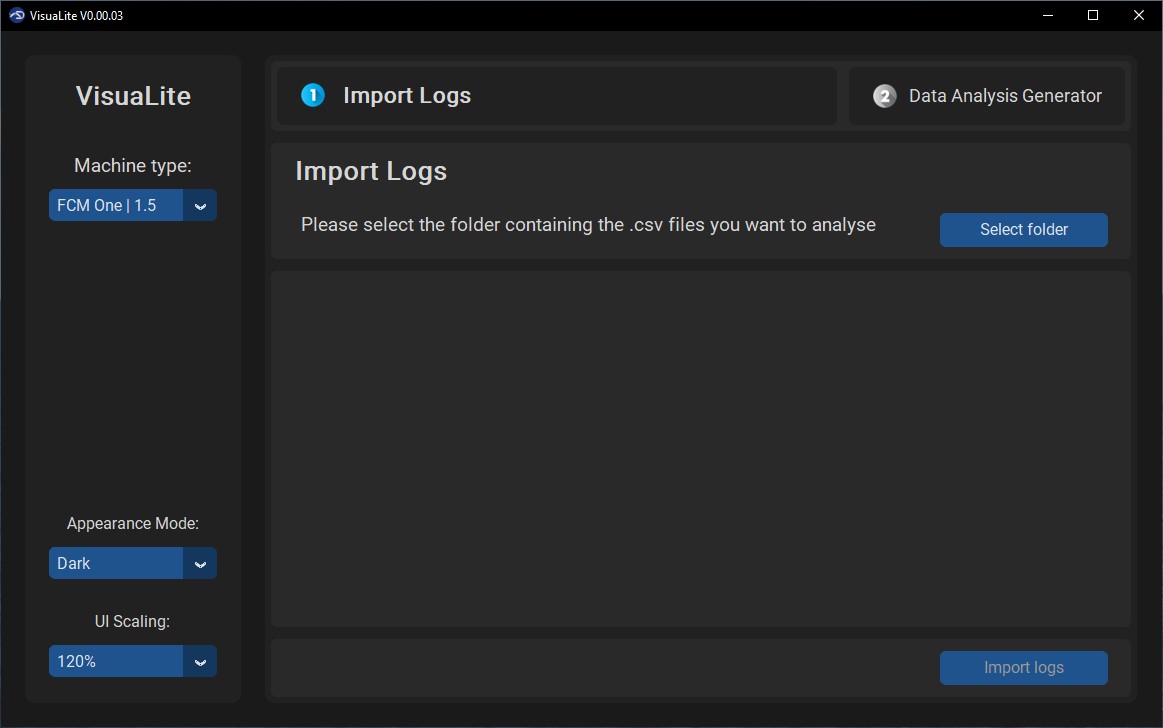 VisuaLite V0.00.03
VisuaLite
Machine type:
FCM One | 1.5
Appearance Mode:
Dark
UI Scaling:
120%
1 Import Logs
2 Data Analysis Generator
Import Logs
Please select the folder containing the .csv files you want to analyse
Select folder
Import logs